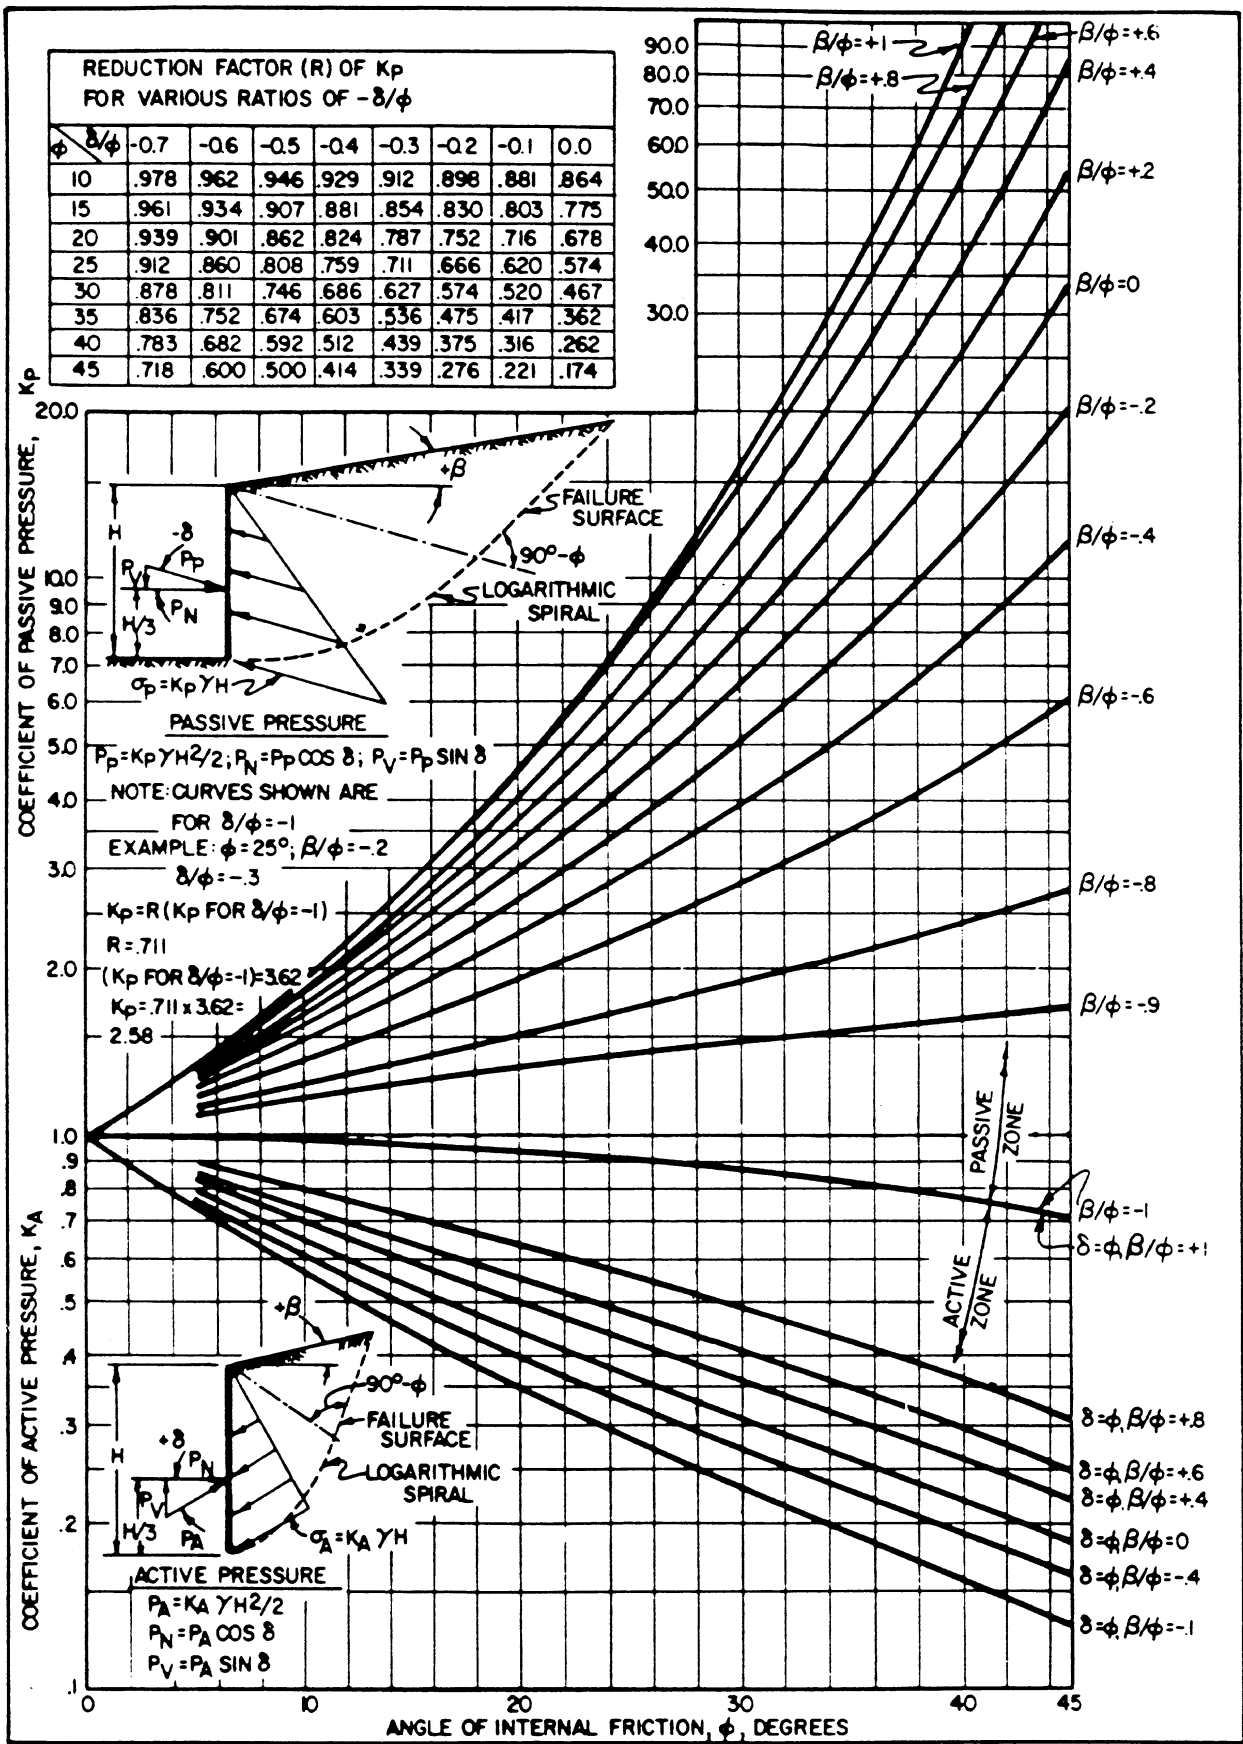 REDUCTION FACTOR (R) OF KP
FOR VARIOUS RATIOS OF -δ/ϕ
ϕ δ/ϕ -0.7 -0.6 -0.5 -0.4 -0.3 -0.2 -0.1 0.0
10 .978 .962 .946 .929 .912 .898 .881 .864
15 .961 .934 .907 .881 .854 .830 .803 .775
20 .939 .901 .862 .824 .787 .752 .716 .678
25 .912 .860 .808 .759 .711 .666 .620 .574
30 .878 .811 .746 .686 .627 .574 .520 .467
35 .836 .752 .674 .603 .536 .475 .417 .362
40 .783 .682 .592 .512 .439 .375 .316 .262
45 .718 .600 .500 .414 .339 .276 .221 .174
90.0
80.0
70.0
60.0
50.0
40.0
30.0
β/ϕ=+1
β/ϕ=+.8
β/ϕ=+.6
β/ϕ=+.4
β/ϕ=+.2
β/ϕ=0
β/ϕ=-.2
β/ϕ=-.4
β/ϕ=-.6
β/ϕ=-.8
β/ϕ=-.9
β/ϕ=-1
δ=ϕ, β/ϕ=+1
δ=ϕ, β/ϕ=+.8
δ=ϕ, β/ϕ=+.6
δ=ϕ, β/ϕ=+.4
δ=ϕ, β/ϕ=0
δ=ϕ, β/ϕ=-.4
δ=ϕ, β/ϕ=-.1
COEFFICIENT OF PASSIVE PRESSURE, KP
20.0
10.0
9.0
8.0
7.0
6.0
5.0
4.0
3.0
2.0
1.0
.9
.8
.7
.6
.5
.4
.3
.2
.1
COEFFICIENT OF ACTIVE PRESSURE, KA
+β
H
-δ
PP
PV
PN
H/3
FAILURE
SURFACE
90°-ϕ
LOGARITHMIC
SPIRAL
σP=KPγH
PASSIVE PRESSURE
PP=KPγH2/2; PN=PP COS δ; PV=PP SIN δ
NOTE: CURVES SHOWN ARE
FOR δ/ϕ=-1
EXAMPLE: ϕ=25°; β/ϕ=-.2
δ/ϕ=-.3
KP=R(KP FOR δ/ϕ=-1)
R=.711
(KP FOR δ/ϕ=-1)=3.62
KP=.711 x 3.62=
2.58
PASSIVE
ZONE
ACTIVE
ZONE
+β
H
+δ
PN
PV
H/3
PA
90°-ϕ
FAILURE
SURFACE
LOGARITHMIC
SPIRAL
σA=KAγH
ACTIVE PRESSURE
PA=KAγH2/2
PN=PA COS δ
PV=PA SIN δ
0 10 20 30 40 45
ANGLE OF INTERNAL FRICTION, ϕ, DEGREES